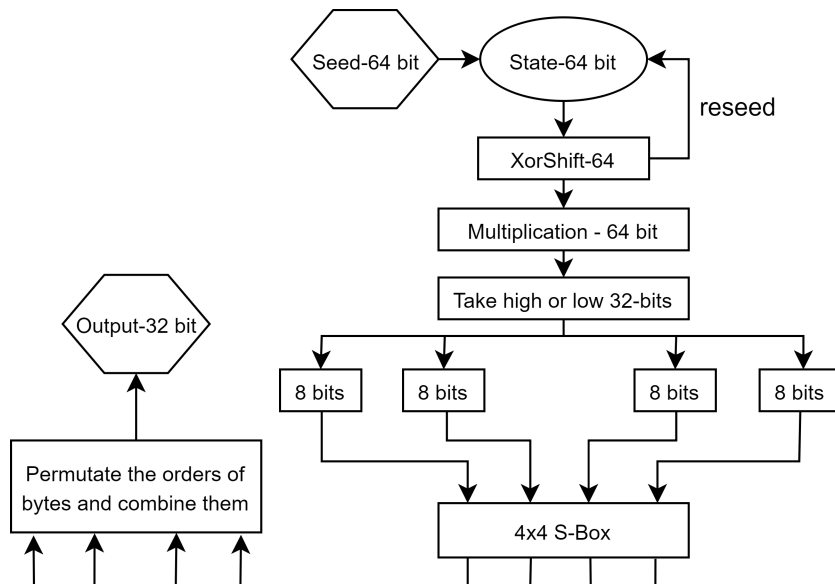 Seed-64 bit
State-64 bit
reseed
XorShift-64
Multiplication - 64 bit
Take high or low 32-bits
Output-32 bit
8 bits
8 bits
8 bits
8 bits
Permutate the orders of
bytes and combine them
4x4 S-Box